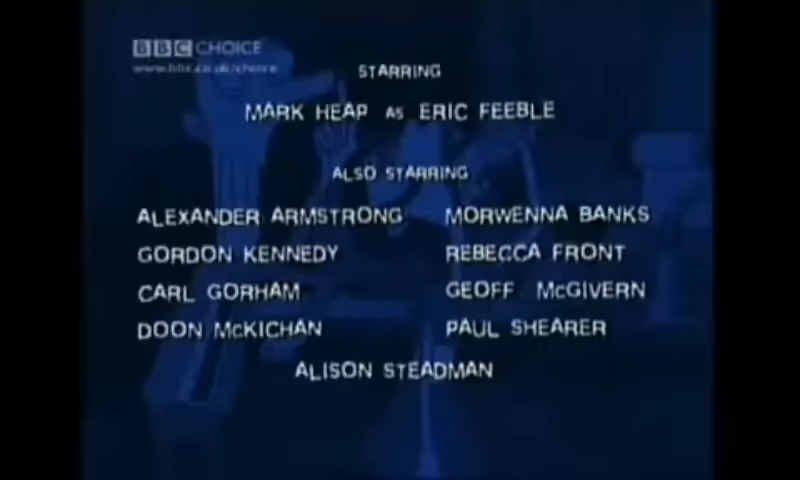 BBC CHOICE
www.bbc.co.uk/choice
STARRING
MARK HEAP AS ERIC FEEBLE
ALSO STARRING
ALEXANDER ARMSTRONG MORWENNA BANKS
GORDON KENNEDY REBECCA FRONT
CARL GORHAM GEOFF McGIVERN
DOON McKICHAN PAUL SHEARER
ALISON STEADMAN